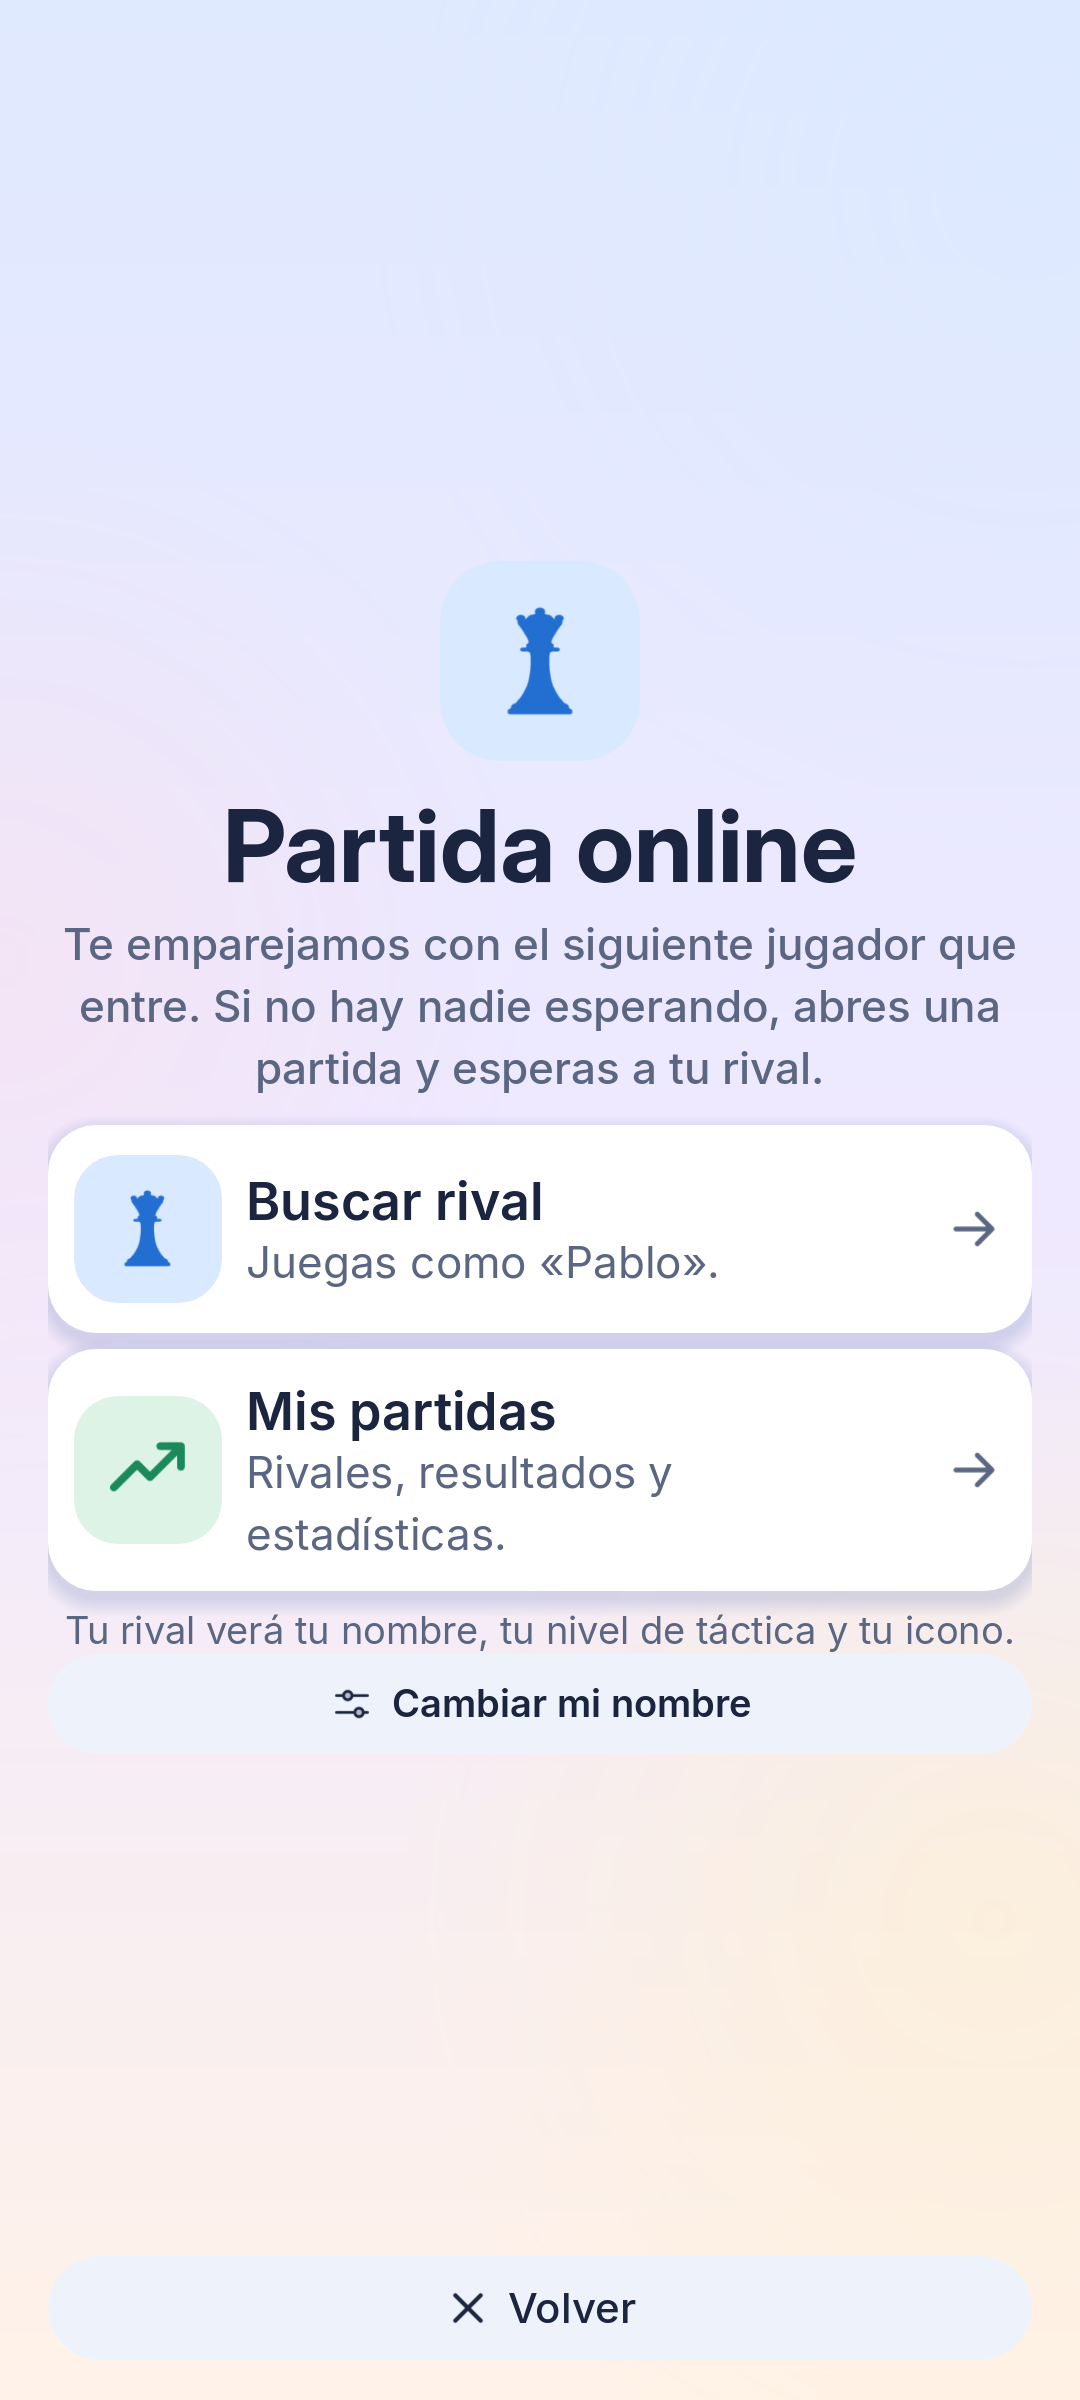 Partida online
Te emparejamos con el siguiente jugador que
entre. Si no hay nadie esperando, abres una
partida y esperas a tu rival.
Buscar rival
Juegas como «Pablo».
Mis partidas
Rivales, resultados y
estadísticas.
Tu rival verá tu nombre, tu nivel de táctica y tu icono.
Cambiar mi nombre
Volver